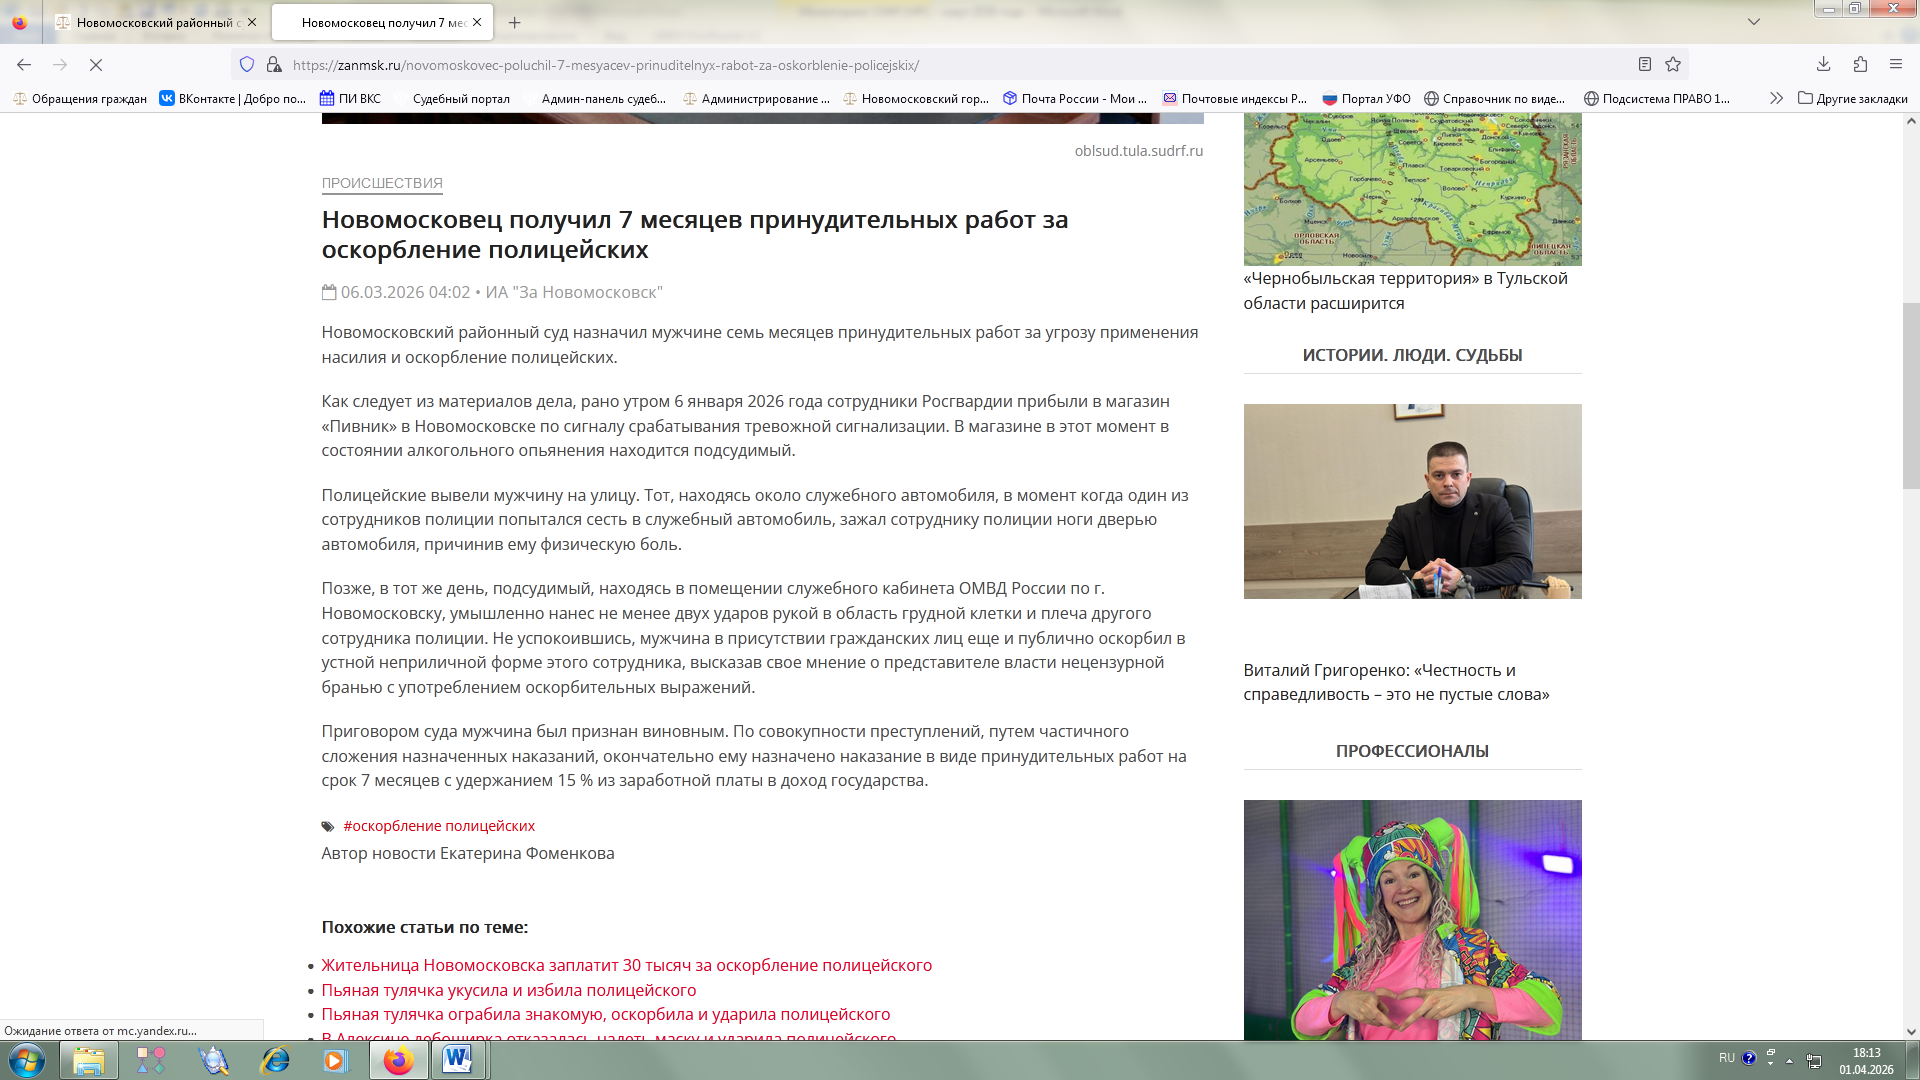 Новомосковский районный с
Новомосковец получил 7 мес
https://zanmsk.ru/novomoskovec-poluchil-7-mesyacev-prinuditelnyx-rabot-za-oskorblenie-policejskix/
Обращения граждан
ВКонтакте | Добро по...
ПИ ВКС
Судебный портал
Админ-панель судеб...
Администрирование ...
Новомосковский гор...
Почта России - Мои ...
Почтовые индексы Р...
Портал УФО
Справочник по виде...
Подсистема ПРАВО 1...
Другие закладки
oblsud.tula.sudrf.ru
ПРОИСШЕСТВИЯ
Новомосковец получил 7 месяцев принудительных работ за
оскорбление полицейских
06.03.2026 04:02 • ИА "За Новомосковск"
Новомосковский районный суд назначил мужчине семь месяцев принудительных работ за угрозу применения
насилия и оскорбление полицейских.
Как следует из материалов дела, рано утром 6 января 2026 года сотрудники Росгвардии прибыли в магазин
«Пивник» в Новомосковске по сигналу срабатывания тревожной сигнализации. В магазине в этот момент в
состоянии алкогольного опьянения находится подсудимый.
Полицейские вывели мужчину на улицу. Тот, находясь около служебного автомобиля, в момент когда один из
сотрудников полиции попытался сесть в служебный автомобиль, зажал сотруднику полиции ноги дверью
автомобиля, причинив ему физическую боль.
Позже, в тот же день, подсудимый, находясь в помещении служебного кабинета ОМВД России по г.
Новомосковску, умышленно нанес не менее двух ударов рукой в область грудной клетки и плеча другого
сотрудника полиции. Не успокоившись, мужчина в присутствии гражданских лиц еще и публично оскорбил в
устной неприличной форме этого сотрудника, высказав свое мнение о представителе власти нецензурной
бранью с употреблением оскорбительных выражений.
Приговором суда мужчина был признан виновным. По совокупности преступлений, путем частичного
сложения назначенных наказаний, окончательно ему назначено наказание в виде принудительных работ на
срок 7 месяцев с удержанием 15 % из заработной платы в доход государства.
#оскорбление полицейских
Автор новости Екатерина Фоменкова
Похожие статьи по теме:
Жительница Новомосковска заплатит 30 тысяч за оскорбление полицейского
Пьяная тулячка укусила и избила полицейского
Пьяная тулячка ограбила знакомую, оскорбила и ударила полицейского
В Алексине дебоширка отказалась надеть маску и ударила полицейского
«Чернобыльская территория» в Тульской
области расширится
ИСТОРИИ. ЛЮДИ. СУДЬБЫ
Виталий Григоренко: «Честность и
справедливость – это не пустые слова»
ПРОФЕССИОНАЛЫ
Ожидание ответа от mc.yandex.ru...
RU
18:13
01.04.2026